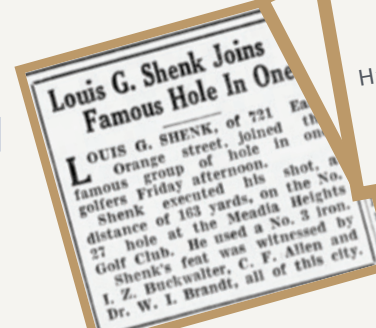 Louis G. Shenk Joins
Famous Hole In One
LOUIS G. SHENK, of 721 Ea
Orange street, joined th
famous group of hole in one
golfers Friday afternoon.
Shenk executed his shot, a
distance of 163 yards, on the No.
27 hole at the Meadia Heights
Golf Club. He used a No. 3 iron.
Shenk's feat was witnessed by
I. Z. Buckwalter, C. F. Allen and
Dr. W. I. Brandt, all of this city.
H